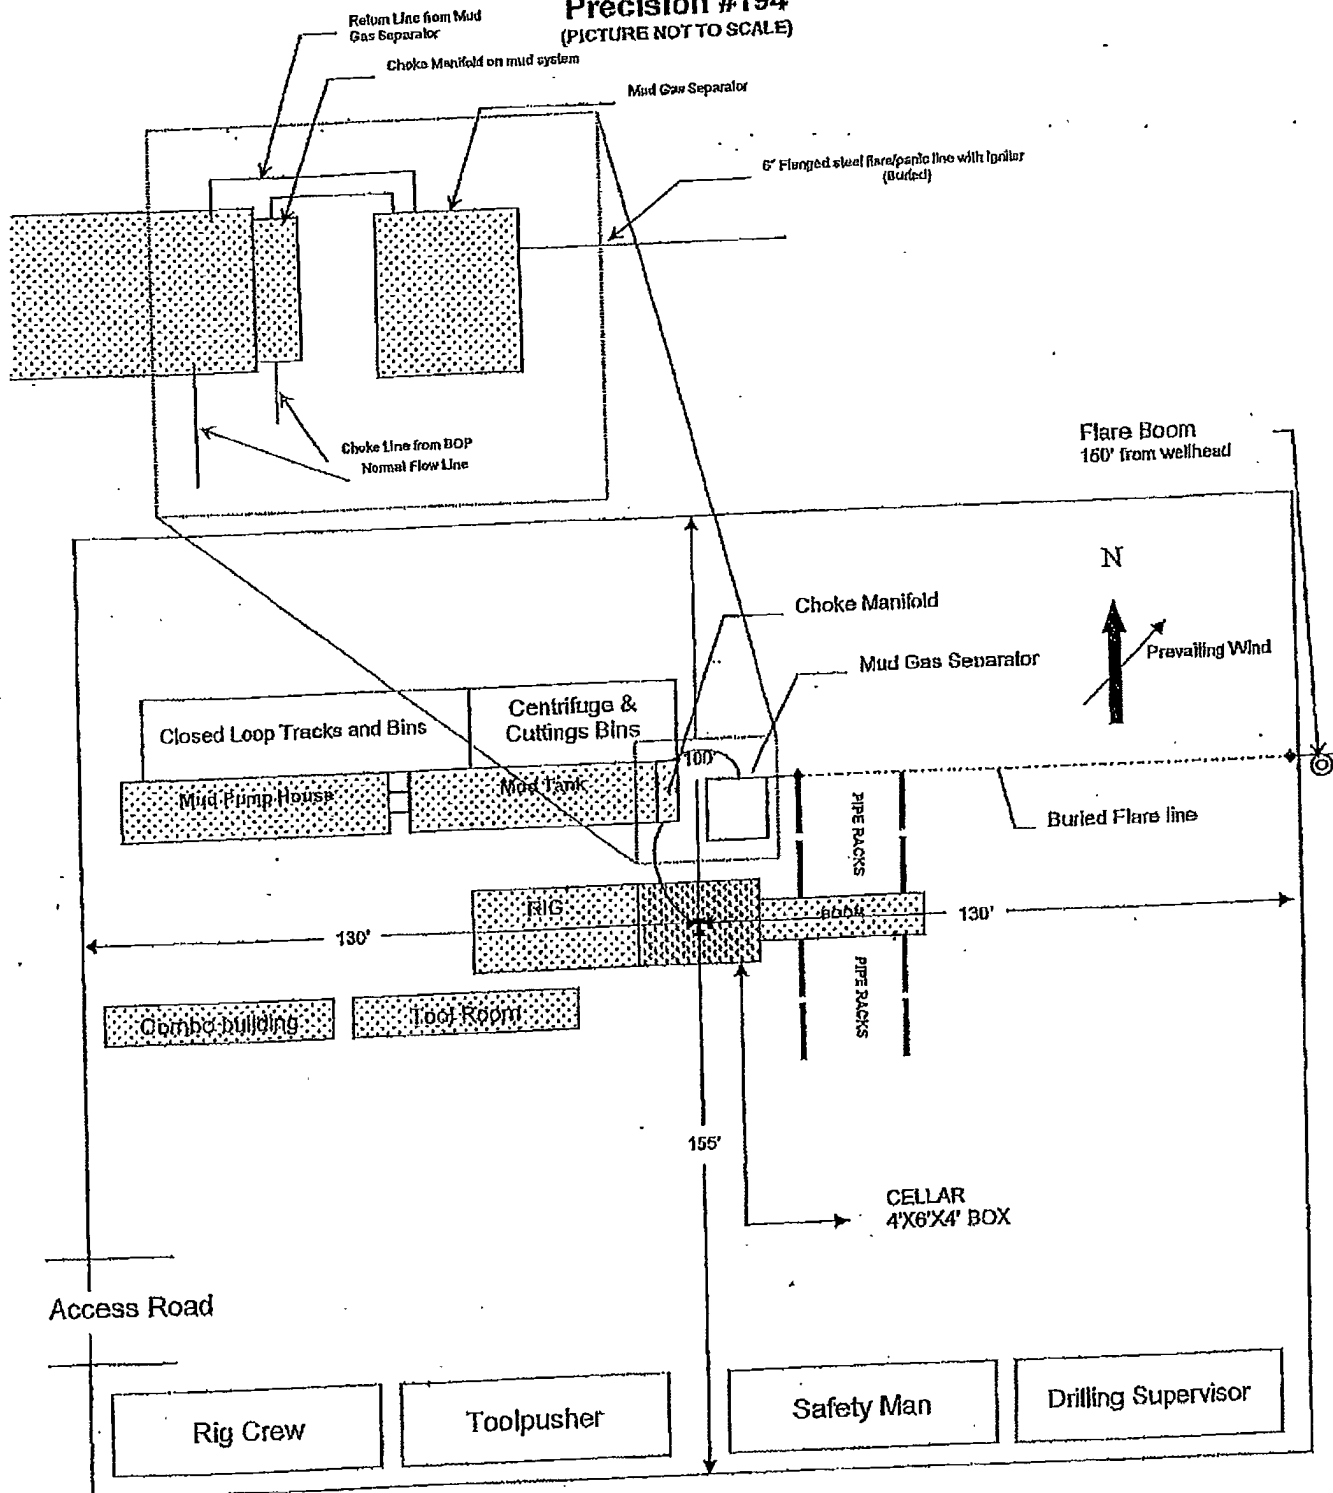 Precision #194
(PICTURE NOT TO SCALE)
Return Line from Mud
Gas Separator
Choke Manifold on mud system
Mud Gas Separator
6" Flanged steel flare/panic line with Igniter
(Buried)
Choke Line from BOP
Normal Flow Line
Flare Boom
150' from wellhead
N
Prevailing Wind
Choke Manifold
Mud Gas Separator
Closed Loop Tracks and Bins
Centrifuge &
Cuttings Bins
100'
Mud Pump House
Mud Tank
PIPE RACKS
Buried Flare line
RIG
130'
130'
PIPE RACKS
Combo building
Tool Room
155'
CELLAR
4'X6'X4' BOX
Access Road
Rig Crew
Toolpusher
Safety Man
Drilling Supervisor